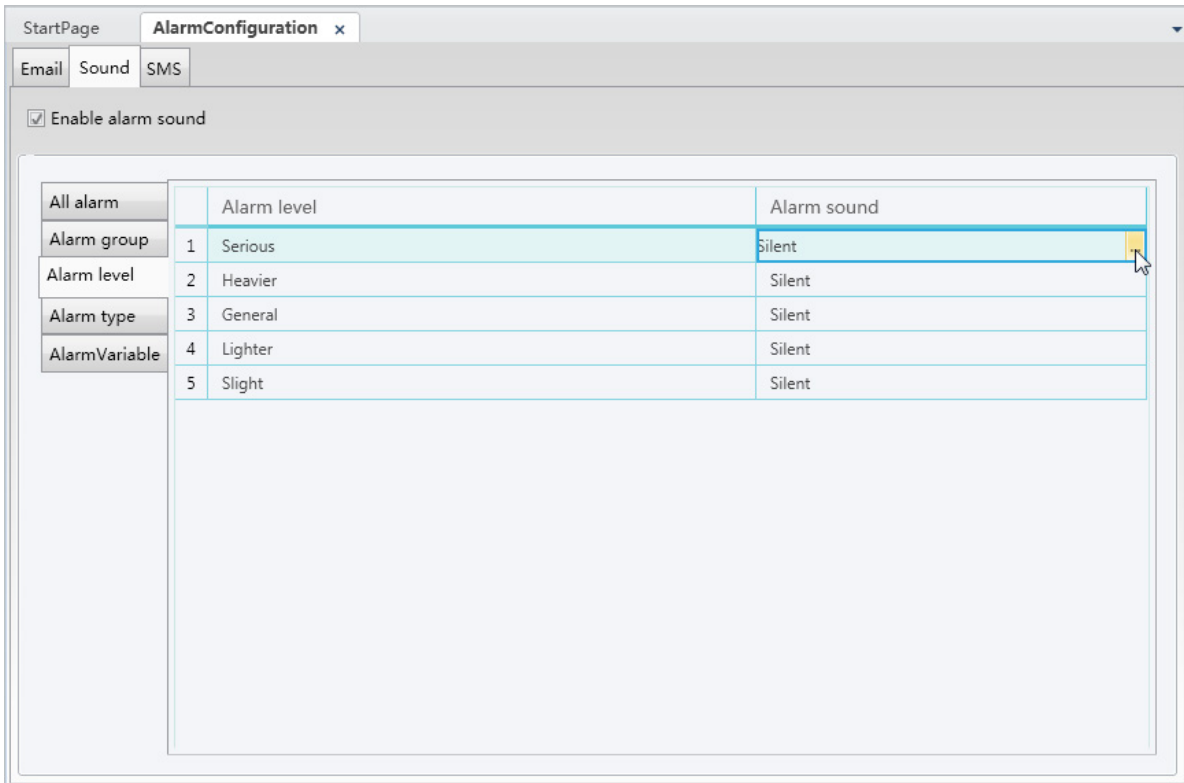 StartPage AlarmConfiguration x
Email Sound SMS
Enable alarm sound
All alarm
Alarm group
Alarm level
Alarm type
AlarmVariable
Alarm level Alarm sound
1 Serious Silent ...
2 Heavier Silent
3 General Silent
4 Lighter Silent
5 Slight Silent